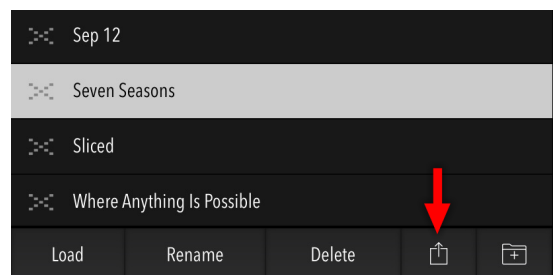 Sep 12
Seven Seasons
Sliced
Where Anything Is Possible
Load Rename Delete